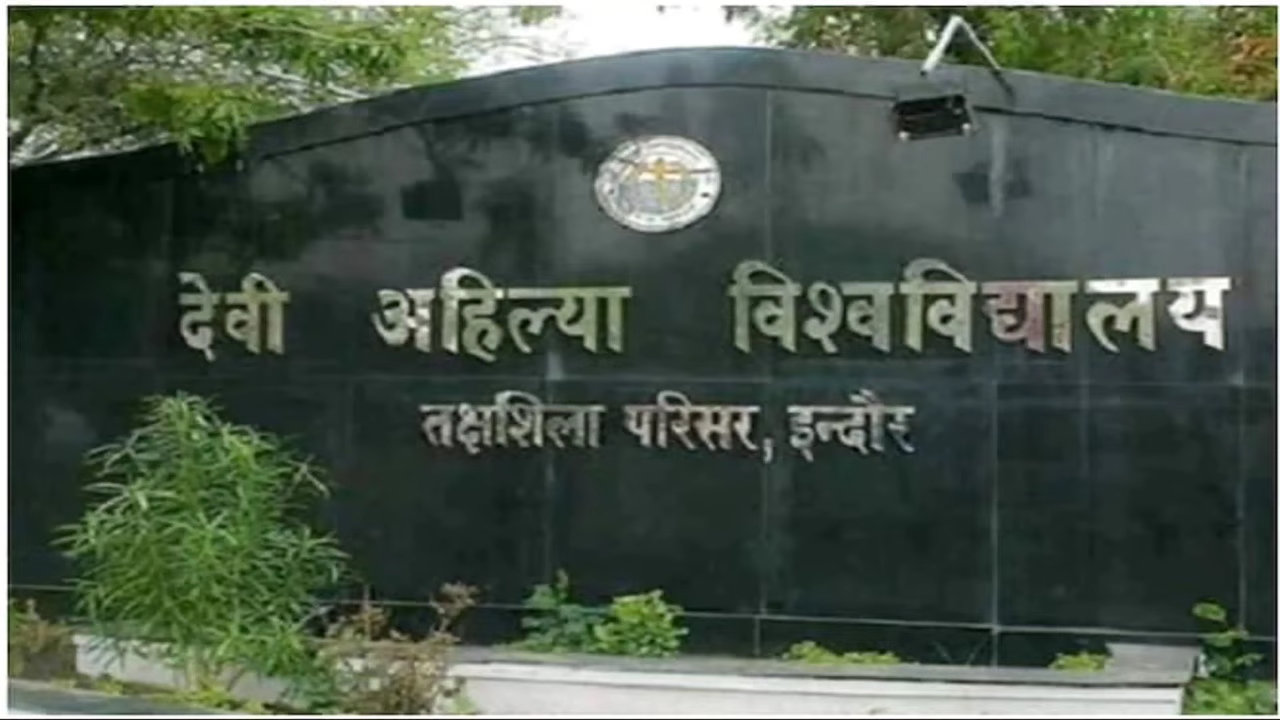 देवी अहिल्या विश्वविद्यालय
तक्षशिला परिसर, इन्दौर